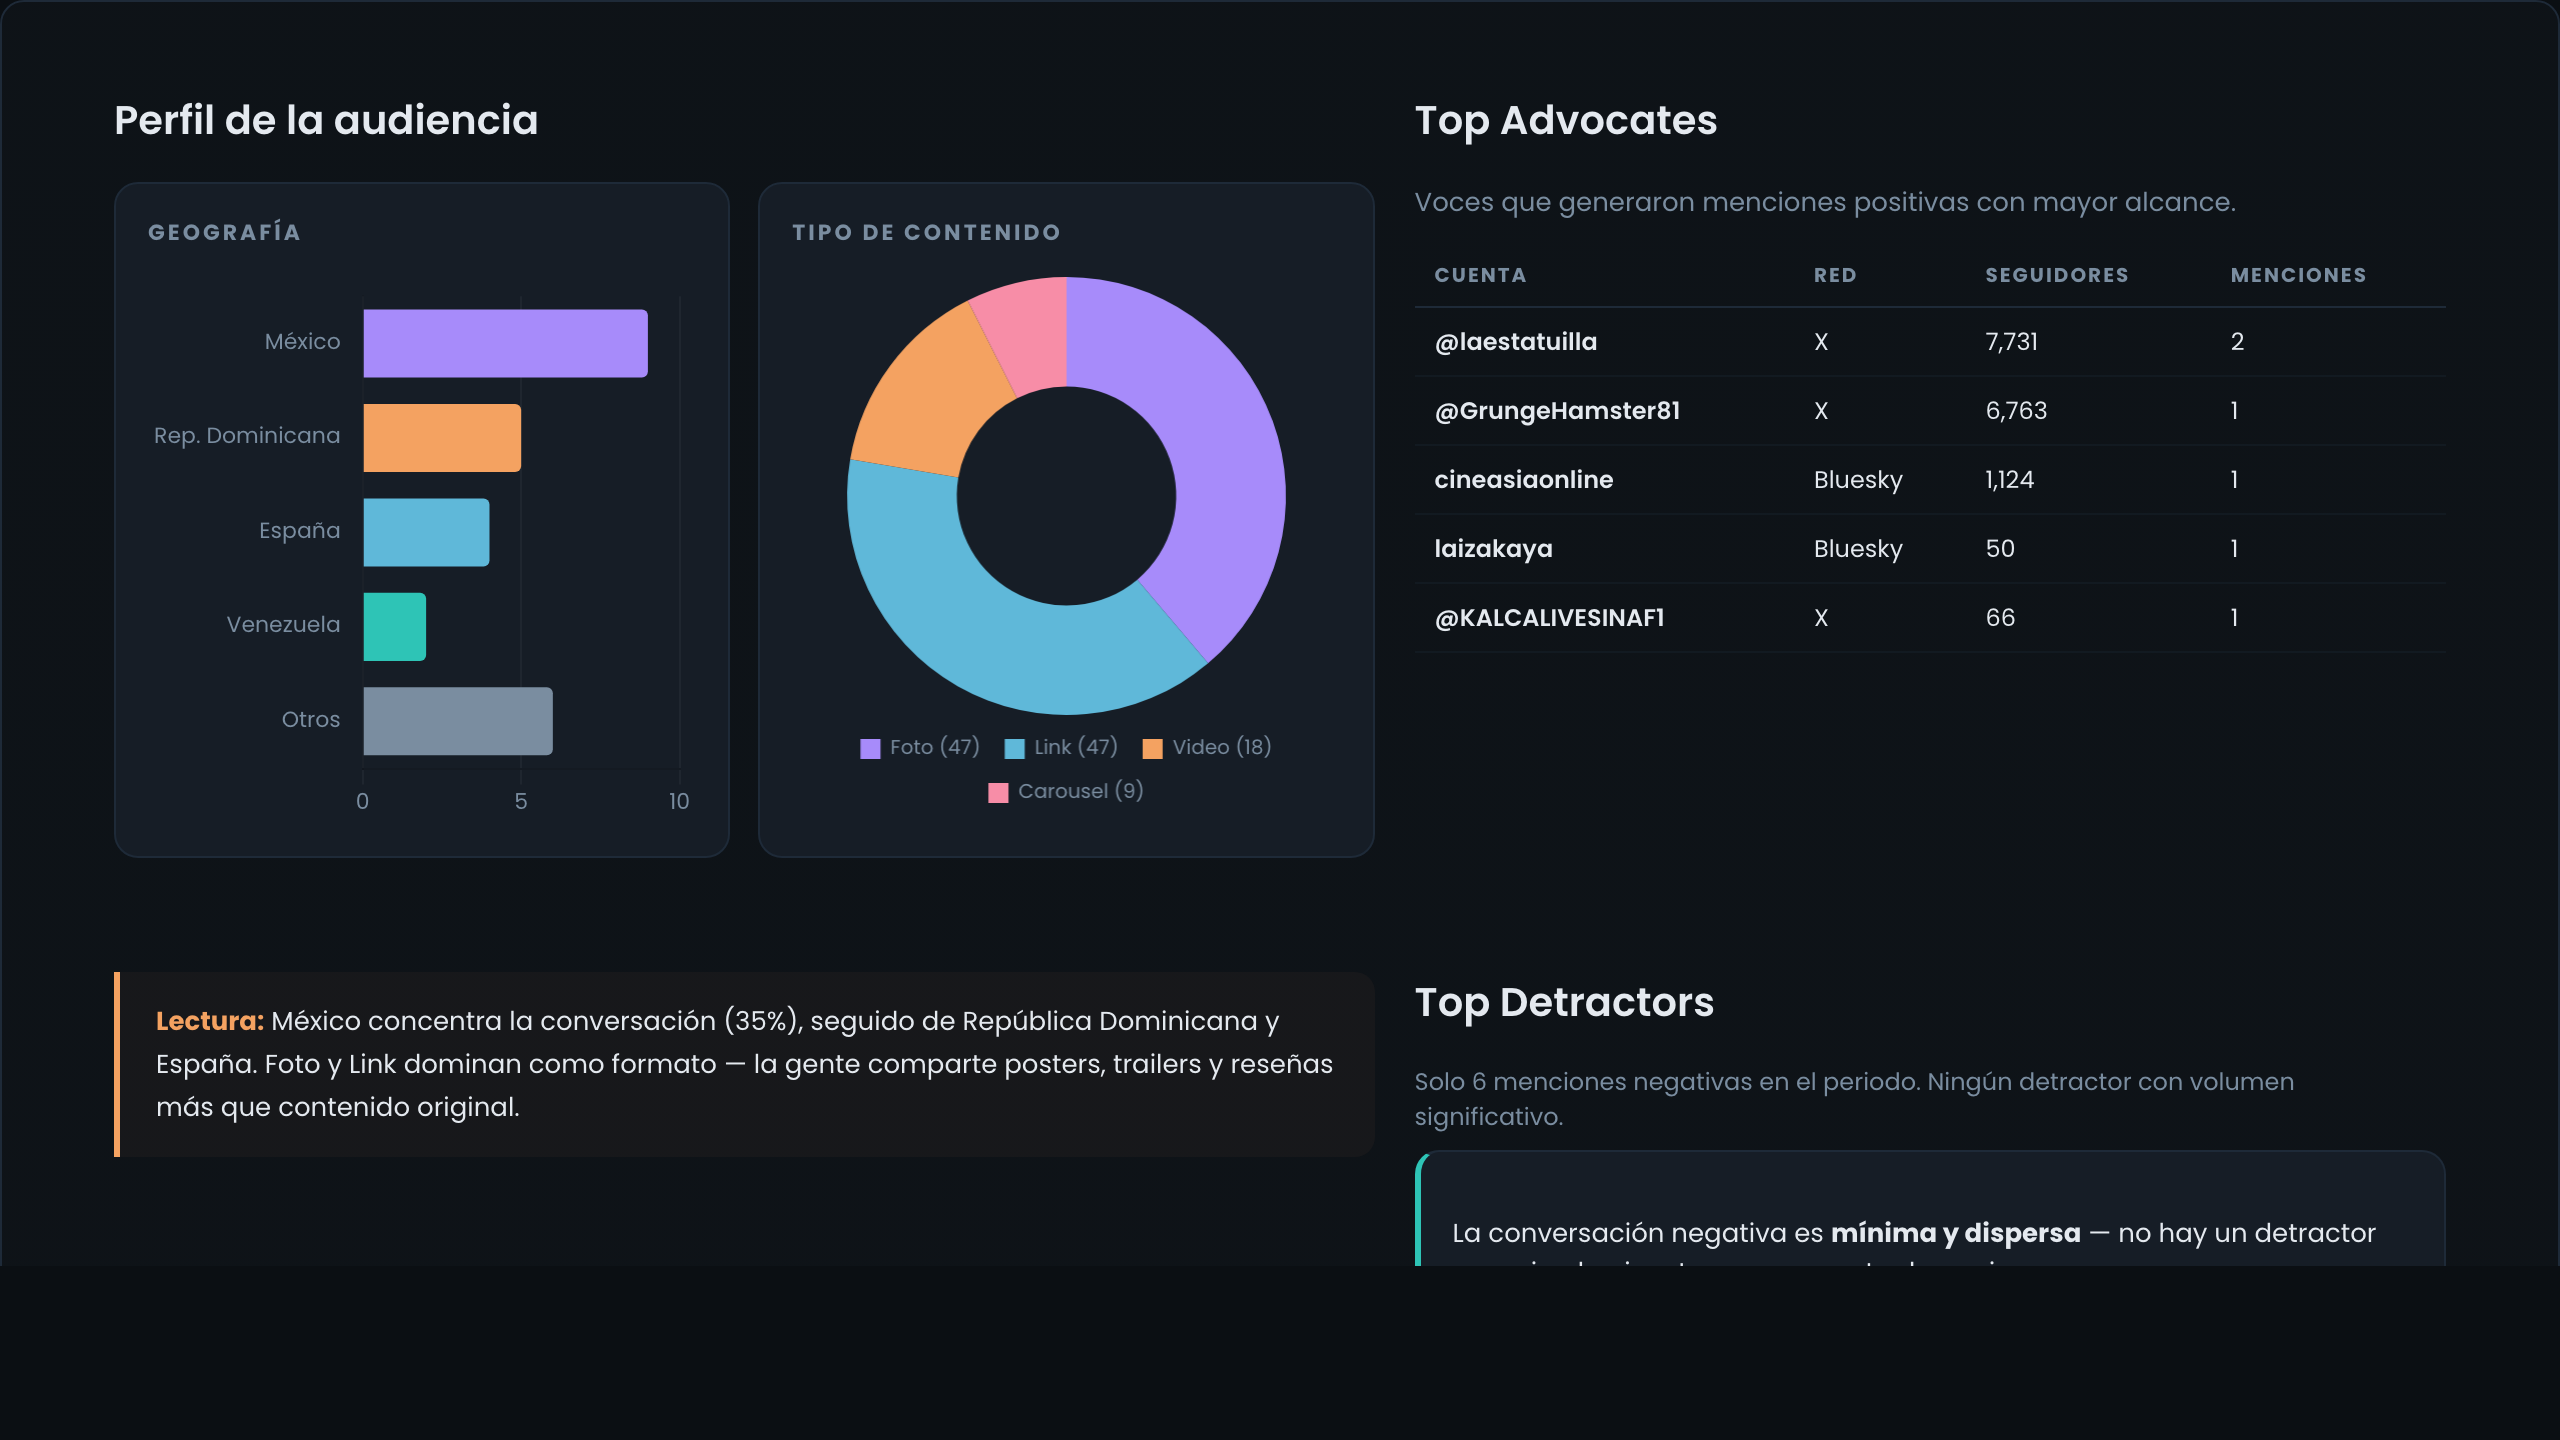 Perfil de la audiencia
GEOGRAFÍA
México
Rep. Dominicana
España
Venezuela
Otros
0 5 10
TIPO DE CONTENIDO
Foto (47) Link (47) Video (18)
Carousel (9)
Lectura: México concentra la conversación (35%), seguido de República Dominicana y
España. Foto y Link dominan como formato — la gente comparte posters, trailers y reseñas
más que contenido original.
Top Advocates
Voces que generaron menciones positivas con mayor alcance.
CUENTA RED SEGUIDORES MENCIONES
@laestatuilla X 7,731 2
@GrungeHamster81 X 6,763 1
cineasiaonline Bluesky 1,124 1
laizakaya Bluesky 50 1
@KALCALIVESINAF1 X 66 1
Top Detractors
Solo 6 menciones negativas en el periodo. Ningún detractor con volumen
significativo.
La conversación negativa es mínima y dispersa — no hay un detractor